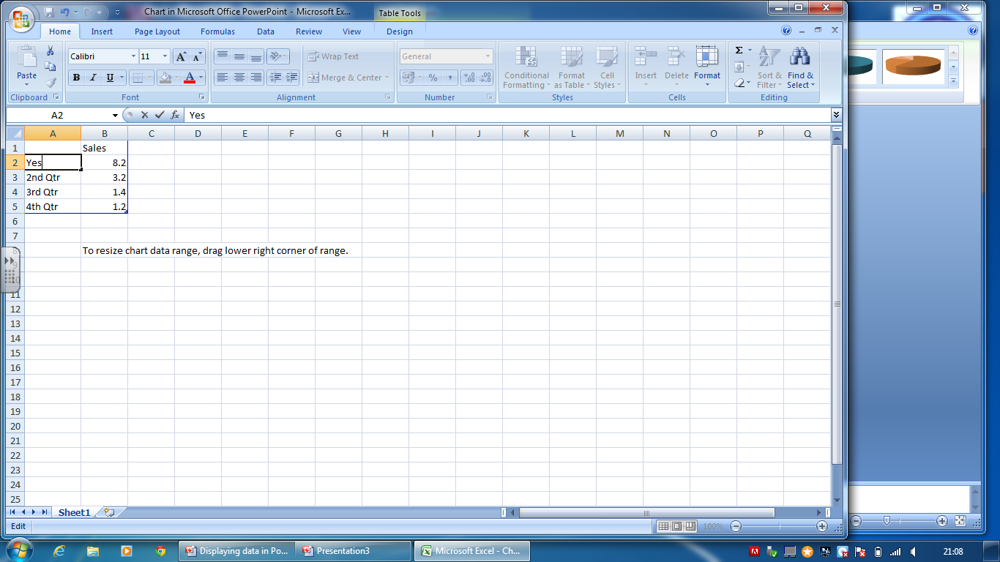 Chart in Microsoft Office PowerPoint - Microsoft Ex...
Table Tools
Home Insert Page Layout Formulas Data Review View Design
Calibri 11 Wrap Text General
Paste B I U A Merge & Center % , Conditional Formatting Format as Table Cell Styles Insert Delete Format Σ Sort & Filter Find & Select
Clipboard Font Alignment Number Styles Cells Editing
A2 fx Yes
A B C D E F G H I J K L M N O P Q
1 Sales
2 Yes 8.2
3 2nd Qtr 3.2
4 3rd Qtr 1.4
5 4th Qtr 1.2
6
7
8 To resize chart data range, drag lower right corner of range.
9
10
11
12
13
14
15
16
17
18
19
20
21
22
23
24
25
Sheet1
Edit 100%
Displaying data in Po... Presentation3 Microsoft Excel - Ch... 21:08